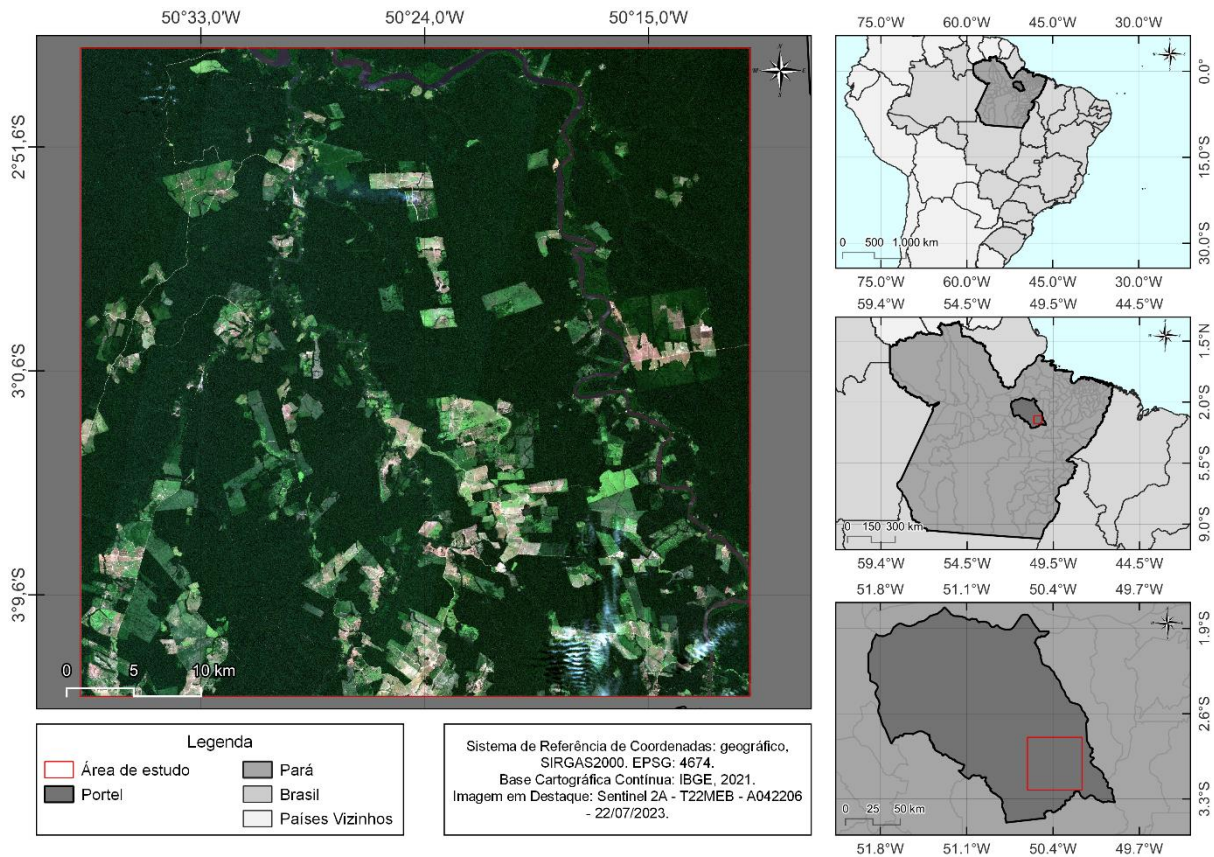 50°33,0'W 50°24,0'W 50°15,0'W
2°51,6'S
3°0,6'S
3°9,6'S
0 5 10 km
Legenda
Área de estudo
Portel
Pará
Brasil
Países Vizinhos
Sistema de Referência de Coordenadas: geográfico,
SIRGAS2000. EPSG: 4674.
Base Cartográfica Contínua: IBGE, 2021.
Imagem em Destaque: Sentinel 2A - T22MEB - A042206
- 22/07/2023.
75.0°W 60.0°W 45.0°W 30.0°W
0.0°
15.0°S
30.0°S
0 500 1.000 km
75.0°W 60.0°W 45.0°W 30.0°W
59.4°W 54.5°W 49.5°W 44.5°W
1.5°N
2.0°S
5.5°S
9.0°S
0 150 300 km
59.4°W 54.5°W 49.5°W 44.5°W
51.8°W 51.1°W 50.4°W 49.7°W
1.9°S
2.6°S
3.3°S
0 25 50 km
51.8°W 51.1°W 50.4°W 49.7°W